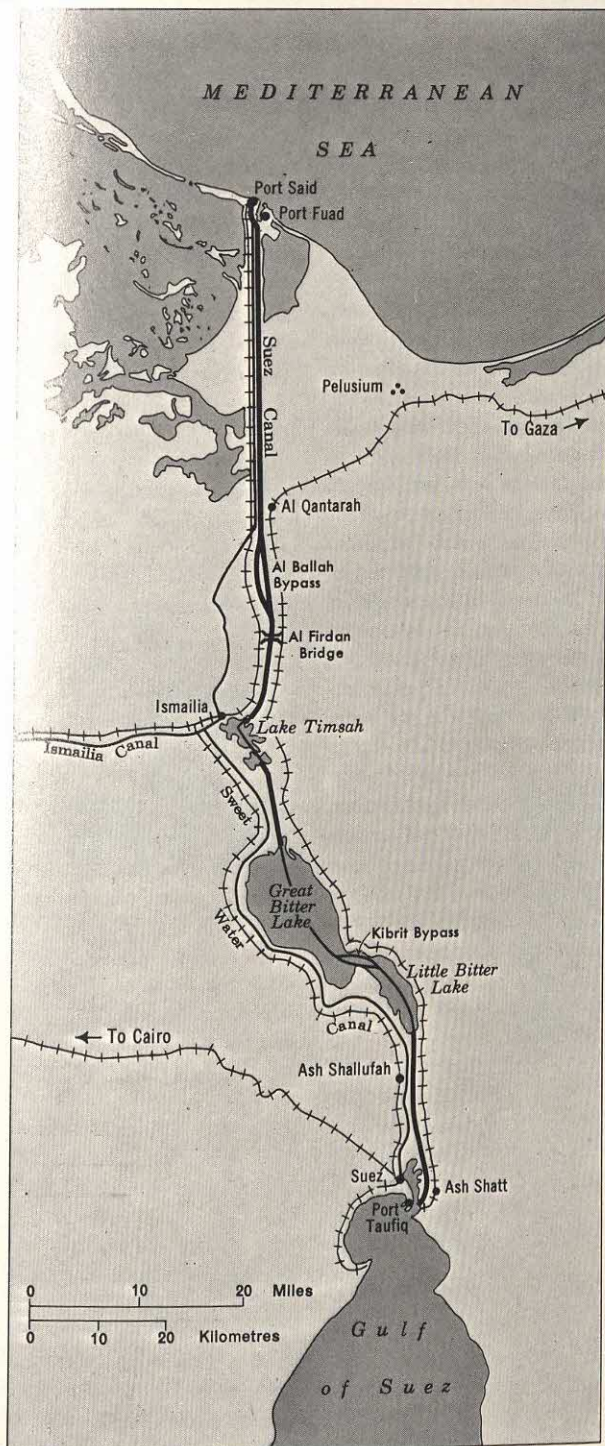 MEDITERRANEAN
SEA
Port Said
Port Fuad
Suez Canal
Pelusium
To Gaza
Al Qantarah
Al Ballah
Bypass
Al Firdan
Bridge
Ismailia
Lake Timsah
Ismailia Canal
Sweet Water Canal
Great
Bitter
Lake
Kibrit Bypass
Little Bitter
Lake
To Cairo
Ash Shallufah
Suez
Ash Shatt
Port
Taufiq
0 10 20 Miles
0 10 20 Kilometres
Gulf
of Suez